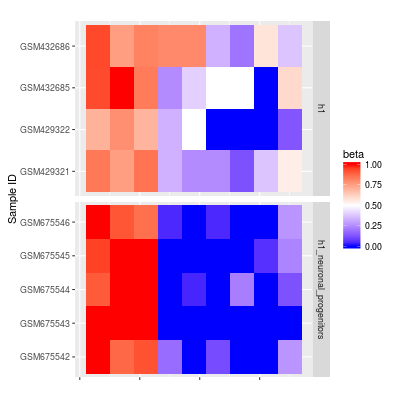 GSM432686
GSM432685
GSM429322
GSM429321
h1
GSM675546
GSM675545
GSM675544
GSM675543
GSM675542
h1_neuronal_progenitors
Sample ID
beta
1.00
0.75
0.50
0.25
0.00